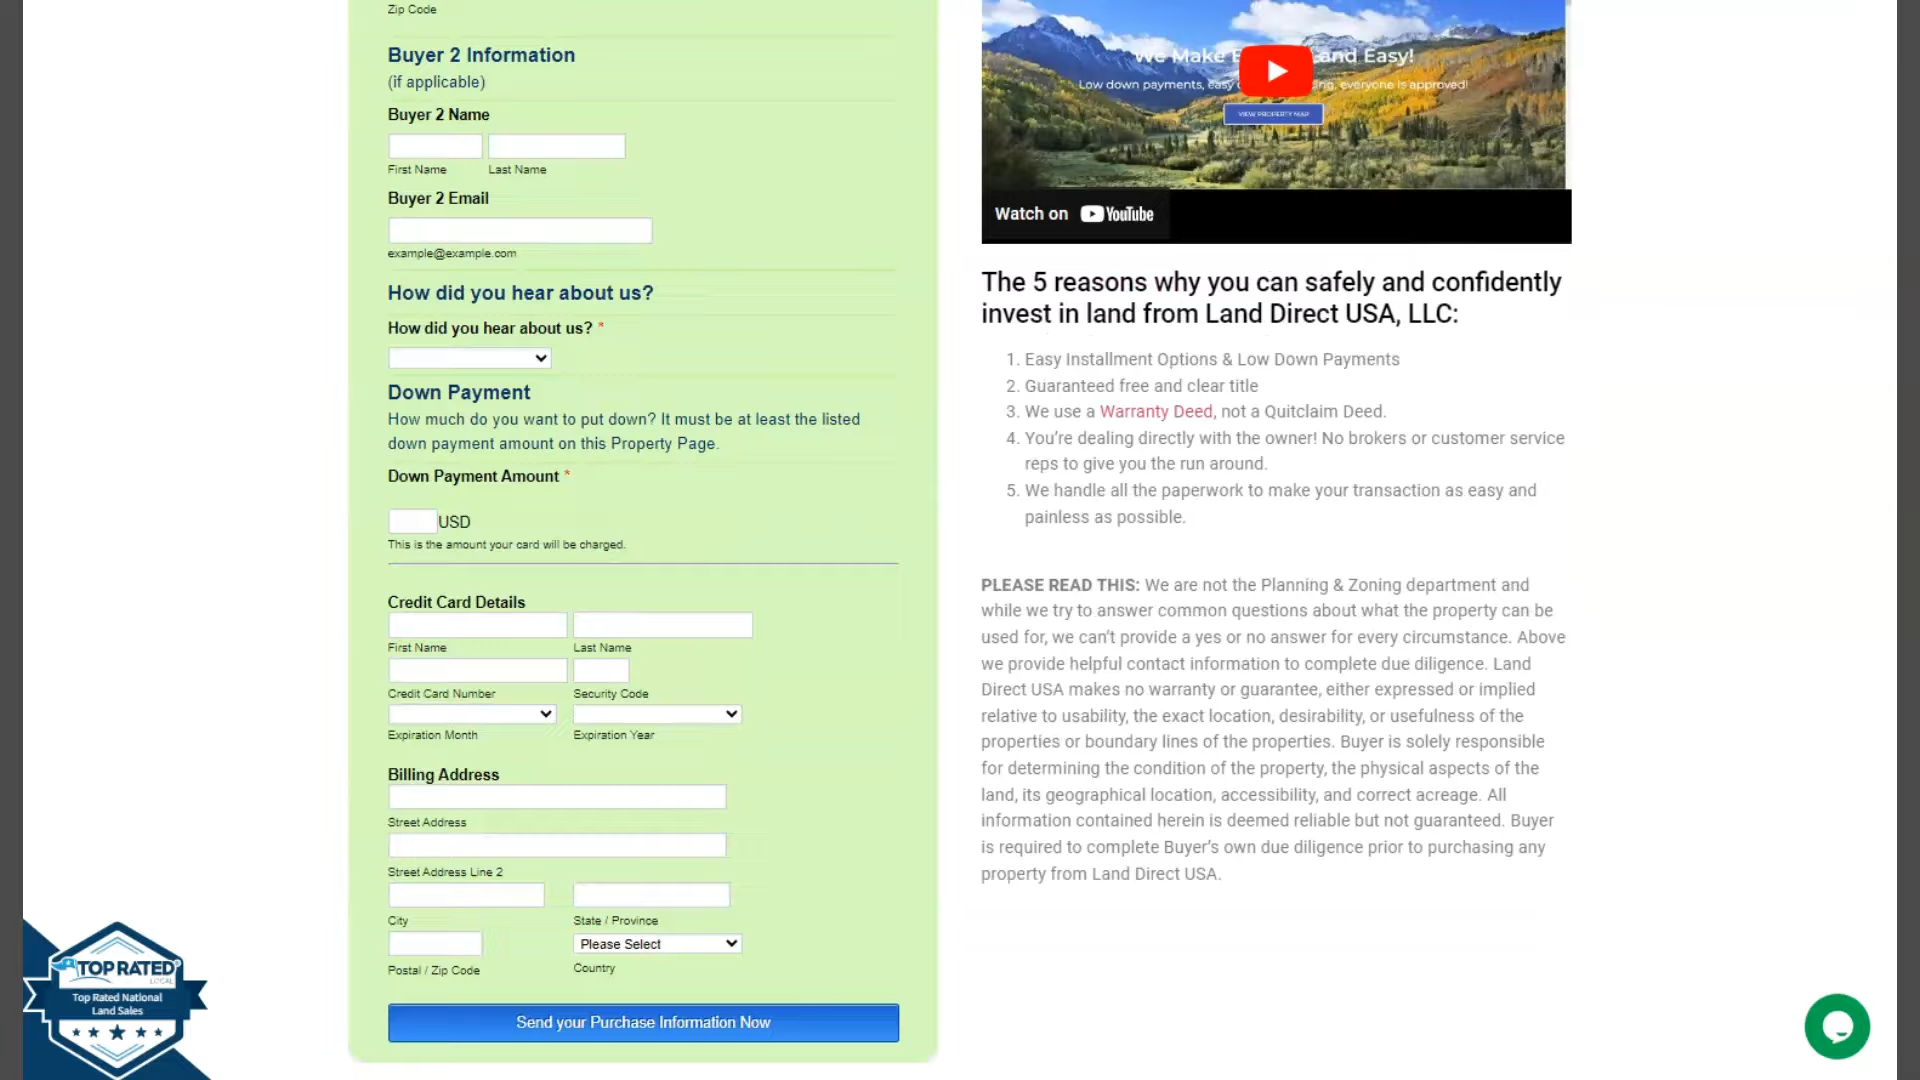 Zip Code
Buyer 2 Information
(if applicable)
Buyer 2 Name
First Name Last Name
Buyer 2 Email
example@example.com
How did you hear about us?
How did you hear about us? *
Down Payment
How much do you want to put down? It must be at least the listed
down payment amount on this Property Page.
Down Payment Amount *
USD
This is the amount your card will be charged.
Credit Card Details
First Name Last Name
Credit Card Number Security Code
Expiration Month Expiration Year
Billing Address
Street Address
Street Address Line 2
City State / Province
Please Select
Postal / Zip Code Country
Send your Purchase Information Now
We Make and Easy!
Low down payments, easy everyone is approved!
VIEW PROPERTY MAP
Watch on YouTube
The 5 reasons why you can safely and confidently
invest in land from Land Direct USA, LLC:
1. Easy Installment Options & Low Down Payments
2. Guaranteed free and clear title
3. We use a Warranty Deed, not a Quitclaim Deed.
4. You’re dealing directly with the owner! No brokers or customer service
reps to give you the run around.
5. We handle all the paperwork to make your transaction as easy and
painless as possible.
PLEASE READ THIS: We are not the Planning & Zoning department and
while we try to answer common questions about what the property can be
used for, we can’t provide a yes or no answer for every circumstance. Above
we provide helpful contact information to complete due diligence. Land
Direct USA makes no warranty or guarantee, either expressed or implied
relative to usability, the exact location, desirability, or usefulness of the
properties or boundary lines of the properties. Buyer is solely responsible
for determining the condition of the property, the physical aspects of the
land, its geographical location, accessibility, and correct acreage. All
information contained herein is deemed reliable but not guaranteed. Buyer
is required to complete Buyer’s own due diligence prior to purchasing any
property from Land Direct USA.
TOP RATED
LOCAL
Top Rated National
Land Sales